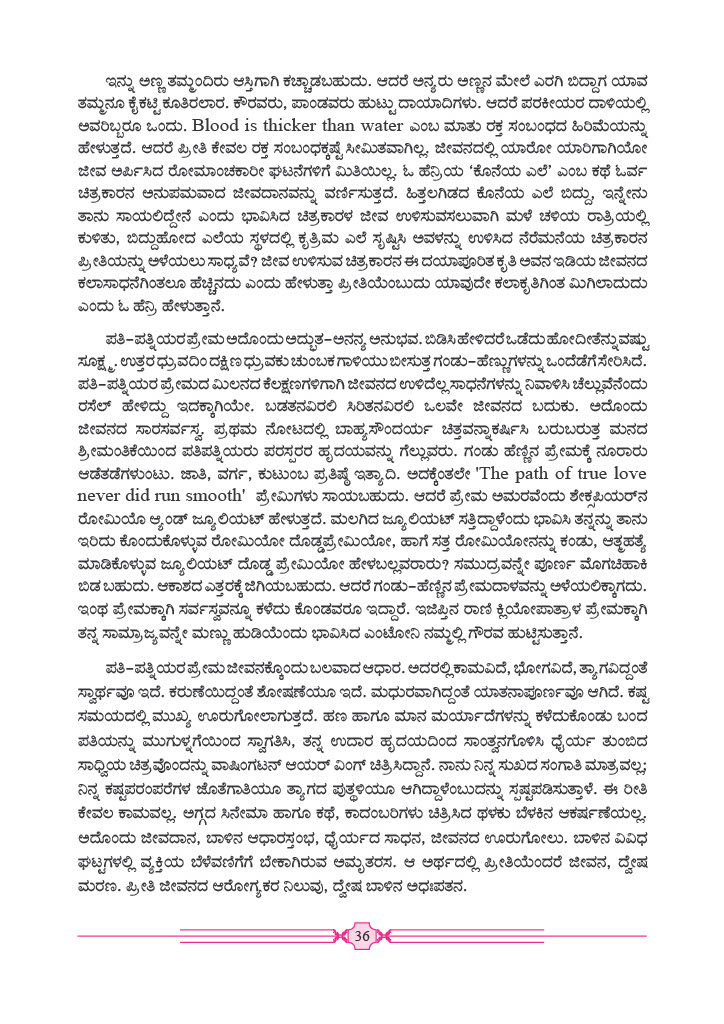 ಇನ್ನು ಅಣ್ಣ ತಮ್ಮಂದಿರು ಆಸ್ತಿಗಾಗಿ ಕಚ್ಚಾಡಬಹುದು. ಆದರೆ ಅನ್ಯರು ಅಣ್ಣನ ಮೇಲೆ ಎರಗಿ ಬಿದ್ದಾಗ ಯಾವ
ತಮ್ಮನೂ ಕೈಕಟ್ಟಿ ಕೂತಿರಲಾರ. ಕೌರವರು, ಪಾಂಡವರು ಹುಟ್ಟು ದಾಯಾದಿಗಳು. ಆದರೆ ಪರಕೀಯರ ದಾಳಿಯಲ್ಲಿ
ಅವರಿಬ್ಬರೂ ಒಂದು. Blood is thicker than water ಎಂಬ ಮಾತು ರಕ್ತ ಸಂಬಂಧದ ಹಿರಿಮೆಯನ್ನು
ಹೇಳುತ್ತದೆ. ಆದರೆ ಪ್ರೀತಿ ಕೇವಲ ರಕ್ತ ಸಂಬಂಧಕ್ಕಷ್ಟೆ ಸೀಮಿತವಾಗಿಲ್ಲ. ಜೀವನದಲ್ಲಿ ಯಾರೋ ಯಾರಿಗಾಗಿಯೋ
ಜೀವ ಅರ್ಪಿಸಿದ ರೋಮಾಂಚಕಾರೀ ಘಟನೆಗಳಿಗೆ ಮಿತಿಯಿಲ್ಲ. ಓ ಹೆನ್ರಿಯ ‘ಕೊನೆಯ ಎಲೆ’ ಎಂಬ ಕಥೆ ಓರ್ವ
ಚಿತ್ರಕಾರನ ಅನುಪಮವಾದ ಜೀವದಾನವನ್ನು ವರ್ಣಿಸುತ್ತದೆ. ಹಿತ್ತಲಗಿಡದ ಕೊನೆಯ ಎಲೆ ಬಿದ್ದು, ಇನ್ನೇನು
ತಾನು ಸಾಯಲಿದ್ದೇನೆ ಎಂದು ಭಾವಿಸಿದ ಚಿತ್ರಕಾರಳ ಜೀವ ಉಳಿಸುವಸಲುವಾಗಿ ಮಳೆ ಚಳಿಯ ರಾತ್ರಿಯಲ್ಲಿ
ಕುಳಿತು, ಬಿದ್ದುಹೋದ ಎಲೆಯ ಸ್ಥಳದಲ್ಲಿ ಕೃತ್ರಿಮ ಎಲೆ ಸೃಷ್ಟಿಸಿ ಅವಳನ್ನು ಉಳಿಸಿದ ನೆರೆಮನೆಯ ಚಿತ್ರಕಾರನ
ಪ್ರೀತಿಯನ್ನು ಅಳೆಯಲು ಸಾಧ್ಯವೆ? ಜೀವ ಉಳಿಸುವ ಚಿತ್ರಕಾರನ ಈ ದಯಾಪೂರಿತ ಕೃತಿ ಅವನ ಇಡಿಯ ಜೀವನದ
ಕಲಾಸಾಧನೆಗಿಂತಲೂ ಹೆಚ್ಚಿನದು ಎಂದು ಹೇಳುತ್ತಾ ಪ್ರೀತಿಯೆಂಬುದು ಯಾವುದೇ ಕಲಾಕೃತಿಗಿಂತ ಮಿಗಿಲಾದುದು
ಎಂದು ಓ ಹೆನ್ರಿ ಹೇಳುತ್ತಾನೆ.
ಪತಿ–ಪತ್ನಿಯರ ಪ್ರೇಮ ಅದೊಂದು ಅದ್ಭುತ–ಅನನ್ಯ ಅನುಭವ. ಬಿಡಿಸಿ ಹೇಳಿದರೆ ಒಡೆದು ಹೋದೀತೆನ್ನುವಷ್ಟು
ಸೂಕ್ಷ್ಮ. ಉತ್ತರ ಧ್ರುವದಿಂ ದಕ್ಷಿಣ ಧ್ರುವಕು ಚುಂಬಕ ಗಾಳಿಯು ಬೀಸುತ್ತ ಗಂಡು–ಹೆಣ್ಣುಗಳನ್ನು ಒಂದೆಡೆಗೆ ಸೇರಿಸಿದೆ.
ಪತಿ–ಪತ್ನಿಯರ ಪ್ರೇಮದ ಮಿಲನದ ಕೆಲಕ್ಷಣಗಳಿಗಾಗಿ ಜೀವನದ ಉಳಿದೆಲ್ಲ ಸಾಧನೆಗಳನ್ನು ನಿವಾಳಿಸಿ ಚೆಲ್ಲುವೆನೆಂದು
ರಸೆಲ್ ಹೇಳಿದ್ದು ಇದಕ್ಕಾಗಿಯೇ. ಬಡತನವಿರಲಿ ಸಿರಿತನವಿರಲಿ ಒಲವೇ ಜೀವನದ ಬದುಕು. ಅದೊಂದು
ಜೀವನದ ಸಾರಸರ್ವಸ್ವ. ಪ್ರಥಮ ನೋಟದಲ್ಲಿ ಬಾಹ್ಯಸೌಂದರ್ಯ ಚಿತ್ತವನ್ನಾಕರ್ಷಿಸಿ ಬರುಬರುತ್ತ ಮನದ
ಶ್ರೀಮಂತಿಕೆಯಿಂದ ಪತಿಪತ್ನಿಯರು ಪರಸ್ಪರರ ಹೃದಯವನ್ನು ಗೆಲ್ಲುವರು. ಗಂಡು ಹೆಣ್ಣಿನ ಪ್ರೇಮಕ್ಕೆ ನೂರಾರು
ಆಡೆತಡೆಗಳುಂಟು. ಜಾತಿ, ವರ್ಗ, ಕುಟುಂಬ ಪ್ರತಿಷ್ಠೆ ಇತ್ಯಾದಿ. ಅದಕ್ಕೆಂತಲೇ 'The path of true love
never did run smooth' ಪ್ರೇಮಿಗಳು ಸಾಯಬಹುದು. ಆದರೆ ಪ್ರೇಮ ಅಮರವೆಂದು ಶೇಕ್ಸಪಿಯರ್‌ನ
ರೋಮಿಯೊ ಆ್ಯಂಡ್ ಜ್ಯೂಲಿಯಟ್ ಹೇಳುತ್ತದೆ. ಮಲಗಿದ ಜ್ಯೂಲಿಯಟ್ ಸತ್ತಿದ್ದಾಳೆಂದು ಭಾವಿಸಿ ತನ್ನನ್ನು ತಾನು
ಇರಿದು ಕೊಂದುಕೊಳ್ಳುವ ರೋಮಿಯೋ ದೊಡ್ಡಪ್ರೇಮಿಯೋ, ಹಾಗೆ ಸತ್ತ ರೋಮಿಯೋನನ್ನು ಕಂಡು, ಆತ್ಮಹತ್ಯೆ
ಮಾಡಿಕೊಳ್ಳುವ ಜ್ಯೂಲಿಯಟ್ ದೊಡ್ಡ ಪ್ರೇಮಿಯೋ ಹೇಳಬಲ್ಲವರಾರು? ಸಮುದ್ರವನ್ನೇ ಪೂರ್ಣ ಮೊಗಚಿಹಾಕಿ
ಬಿಡ ಬಹುದು. ಆಕಾಶದ ಎತ್ತರಕ್ಕೆ ಜಿಗಿಯಬಹುದು. ಆದರೆ ಗಂಡು–ಹೆಣ್ಣಿನ ಪ್ರೇಮದಾಳವನ್ನು ಅಳೆಯಲಿಕ್ಕಾಗದು.
ಇಂಥ ಪ್ರೇಮಕ್ಕಾಗಿ ಸರ್ವಸ್ವವನ್ನೂ ಕಳೆದು ಕೊಂಡವರೂ ಇದ್ದಾರೆ. ಇಜಿಪ್ತಿನ ರಾಣಿ ಕ್ಲಿಯೋಪಾತ್ರಾಳ ಪ್ರೇಮಕ್ಕಾಗಿ
ತನ್ನ ಸಾಮ್ರಾಜ್ಯವನ್ನೇ ಮಣ್ಣು ಹುಡಿಯೆಂದು ಭಾವಿಸಿದ ಎಂಟೋನಿ ನಮ್ಮಲ್ಲಿ ಗೌರವ ಹುಟ್ಟಿಸುತ್ತಾನೆ.
ಪತಿ–ಪತ್ನಿಯರ ಪ್ರೇಮ ಜೀವನಕ್ಕೊಂದು ಬಲವಾದ ಆಧಾರ. ಅದರಲ್ಲಿ ಕಾಮವಿದೆ, ಭೋಗವಿದೆ, ತ್ಯಾಗವಿದ್ದಂತೆ
ಸ್ವಾರ್ಥವೂ ಇದೆ. ಕರುಣೆಯಿದ್ದಂತೆ ಶೋಷಣೆಯೂ ಇದೆ. ಮಧುರವಾಗಿದ್ದಂತೆ ಯಾತನಾಪೂರ್ಣವೂ ಆಗಿದೆ. ಕಷ್ಟ
ಸಮಯದಲ್ಲಿ ಮುಖ್ಯ ಊರುಗೋಲಾಗುತ್ತದೆ. ಹಣ ಹಾಗೂ ಮಾನ ಮರ್ಯಾದೆಗಳನ್ನು ಕಳೆದುಕೊಂಡು ಬಂದ
ಪತಿಯನ್ನು ಮುಗುಳ್ನಗೆಯಿಂದ ಸ್ವಾಗತಿಸಿ, ತನ್ನ ಉದಾರ ಹೃದಯದಿಂದ ಸಾಂತ್ವನಗೊಳಿಸಿ ಧೈರ್ಯ ತುಂಬಿದ
ಸಾಧ್ವಿಯ ಚಿತ್ರವೊಂದನ್ನು ವಾಷಿಂಗಟನ್ ಆಯರ್ ವಿಂಗ್ ಚಿತ್ರಿಸಿದ್ದಾನೆ. ನಾನು ನಿನ್ನ ಸುಖದ ಸಂಗಾತಿ ಮಾತ್ರವಲ್ಲ;
ನಿನ್ನ ಕಷ್ಟಪರಂಪರೆಗಳ ಜೊತೆಗಾತಿಯೂ ತ್ಯಾಗದ ಪುತ್ಥಳಿಯೂ ಆಗಿದ್ದಾಳೆಂಬುದನ್ನು ಸ್ಪಷ್ಟಪಡಿಸುತ್ತಾಳೆ. ಈ ರೀತಿ
ಕೇವಲ ಕಾಮವಲ್ಲ. ಅಗ್ಗದ ಸಿನೇಮಾ ಹಾಗೂ ಕಥೆ, ಕಾದಂಬರಿಗಳು ಚಿತ್ರಿಸಿದ ಥಳಕು ಬೆಳಕಿನ ಆಕರ್ಷಣೆಯಲ್ಲ.
ಅದೊಂದು ಜೀವದಾನ, ಬಾಳಿನ ಆಧಾರಸ್ತಂಭ, ಧೈರ್ಯದ ಸಾಧನ, ಜೀವನದ ಊರುಗೋಲು. ಬಾಳಿನ ವಿವಿಧ
ಘಟ್ಟಗಳಲ್ಲಿ ವ್ಯಕ್ತಿಯ ಬೆಳೆವಣಿಗೆಗೆ ಬೇಕಾಗಿರುವ ಅಮೃತರಸ. ಆ ಅರ್ಥದಲ್ಲಿ ಪ್ರೀತಿಯೆಂದರೆ ಜೀವನ, ದ್ವೇಷ
ಮರಣ. ಪ್ರೀತಿ ಜೀವನದ ಆರೋಗ್ಯಕರ ನಿಲುವು, ದ್ವೇಷ ಬಾಳಿನ ಅಧಃಪತನ.
36